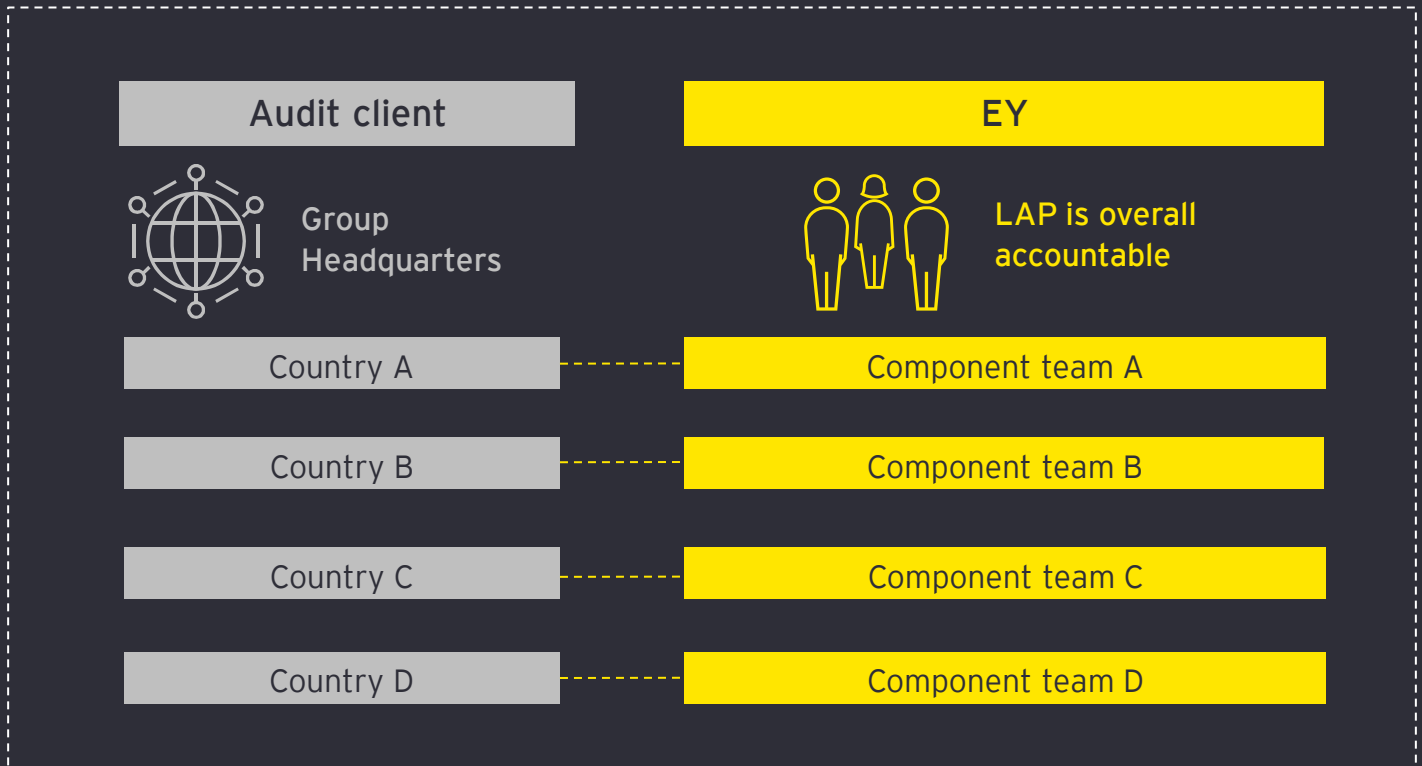 Audit client
EY
Group
Headquarters
LAP is overall
accountable
Country A
Component team A
Country B
Component team B
Country C
Component team C
Country D
Component team D